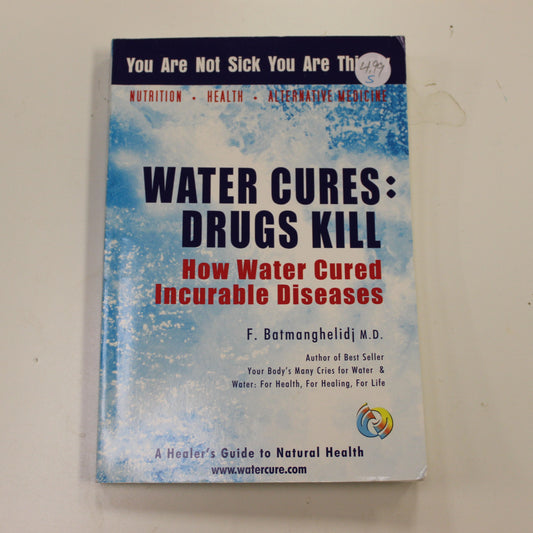 You Are Not Sick You Are
4.99
S
NUTRITION • HEALTH • ALTERNATIVE MEDICINE
WATER CURES:
DRUGS KILL
How Water Cured
Incurable Diseases
F. Batmanghelidj M.D.
Author of Best Seller
Your Body's Many Cries for Water &
Water: For Health, For Healing, For Life
A Healer's Guide to Natural Health
www.watercure.com